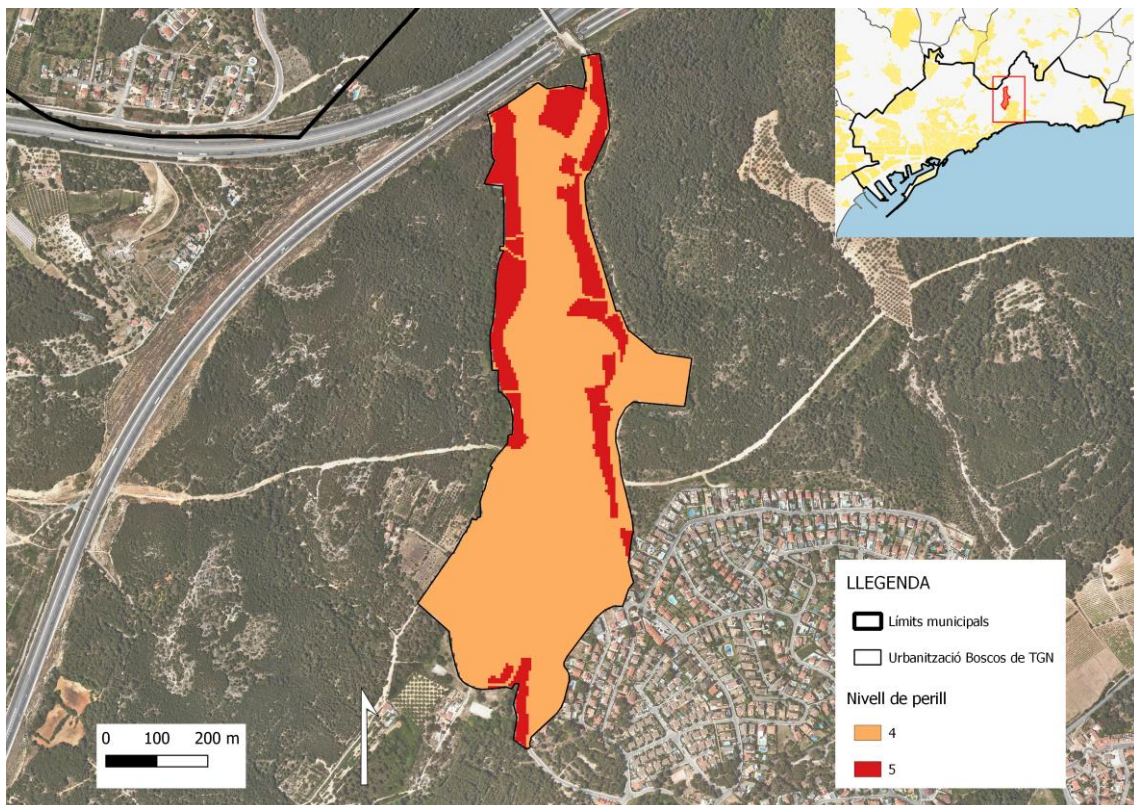 LLEGENDA
Límits municipals
Urbanització Boscos de TGN
Nivell de perill
4
5
0 100 200 m